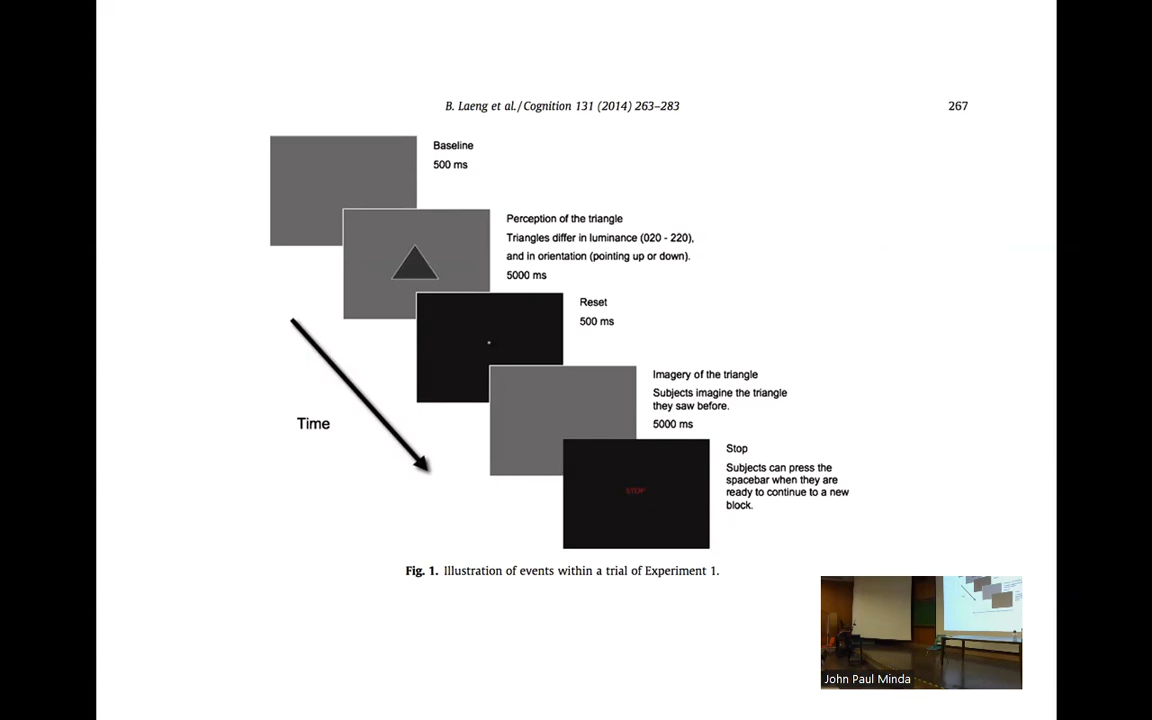 B. Laeng et al. / Cognition 131 (2014) 263–283
267
Baseline
500 ms
Perception of the triangle
Triangles differ in luminance (020 - 220),
and in orientation (pointing up or down).
5000 ms
Reset
500 ms
Imagery of the triangle
Subjects imagine the triangle
they saw before.
5000 ms
Time
Stop
Subjects can press the
spacebar when they are
ready to continue to a new
block.
STOP
Fig. 1. Illustration of events within a trial of Experiment 1.
John Paul Minda